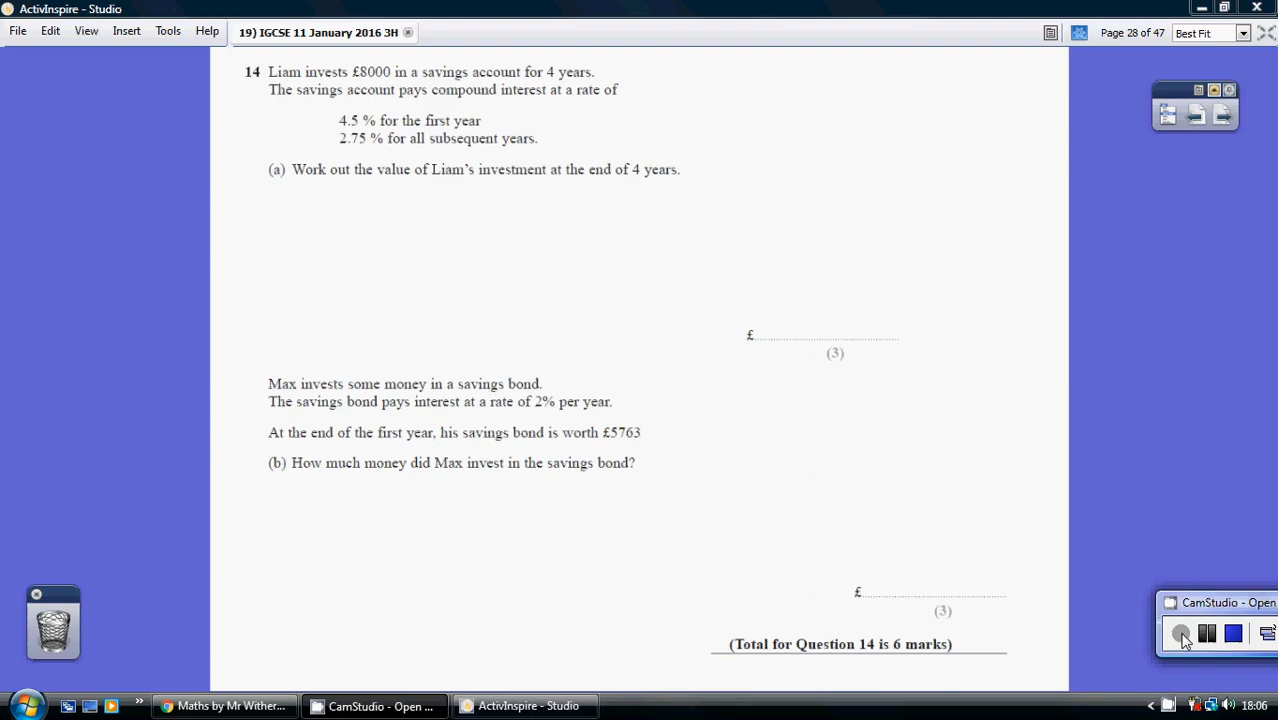 ActivInspire - Studio
File Edit View Insert Tools Help
19) IGCSE 11 January 2016 3H
Page 28 of 47
Best Fit
14 Liam invests £8000 in a savings account for 4 years.
The savings account pays compound interest at a rate of
4.5 % for the first year
2.75 % for all subsequent years.
(a) Work out the value of Liam's investment at the end of 4 years.
£
(3)
Max invests some money in a savings bond.
The savings bond pays interest at a rate of 2% per year.
At the end of the first year, his savings bond is worth £5763
(b) How much money did Max invest in the savings bond?
£
(3)
(Total for Question 14 is 6 marks)
CamStudio - Open
Maths by Mr Wither...
CamStudio - Open ...
ActivInspire - Studio
18:06